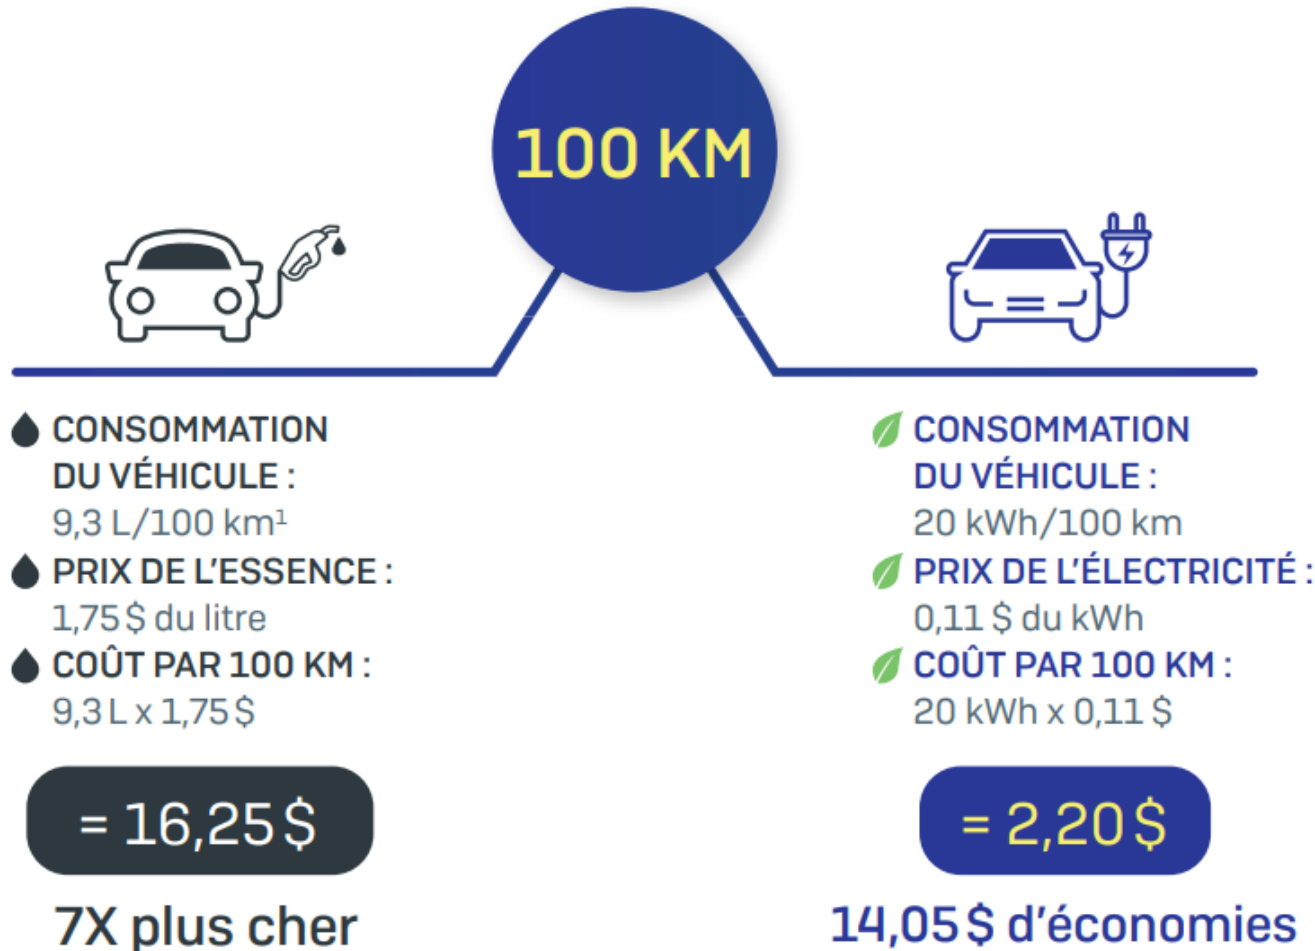 100 KM
CONSOMMATION
DU VÉHICULE :
9,3 L/100 km¹
PRIX DE L'ESSENCE :
1,75 $ du litre
COÛT PAR 100 KM :
9,3 L x 1,75 $
= 16,25 $
7X plus cher
CONSOMMATION
DU VÉHICULE :
20 kWh/100 km
PRIX DE L'ÉLECTRICITÉ :
0,11 $ du kWh
COÛT PAR 100 KM :
20 kWh x 0,11 $
= 2,20 $
14,05 $ d'économies